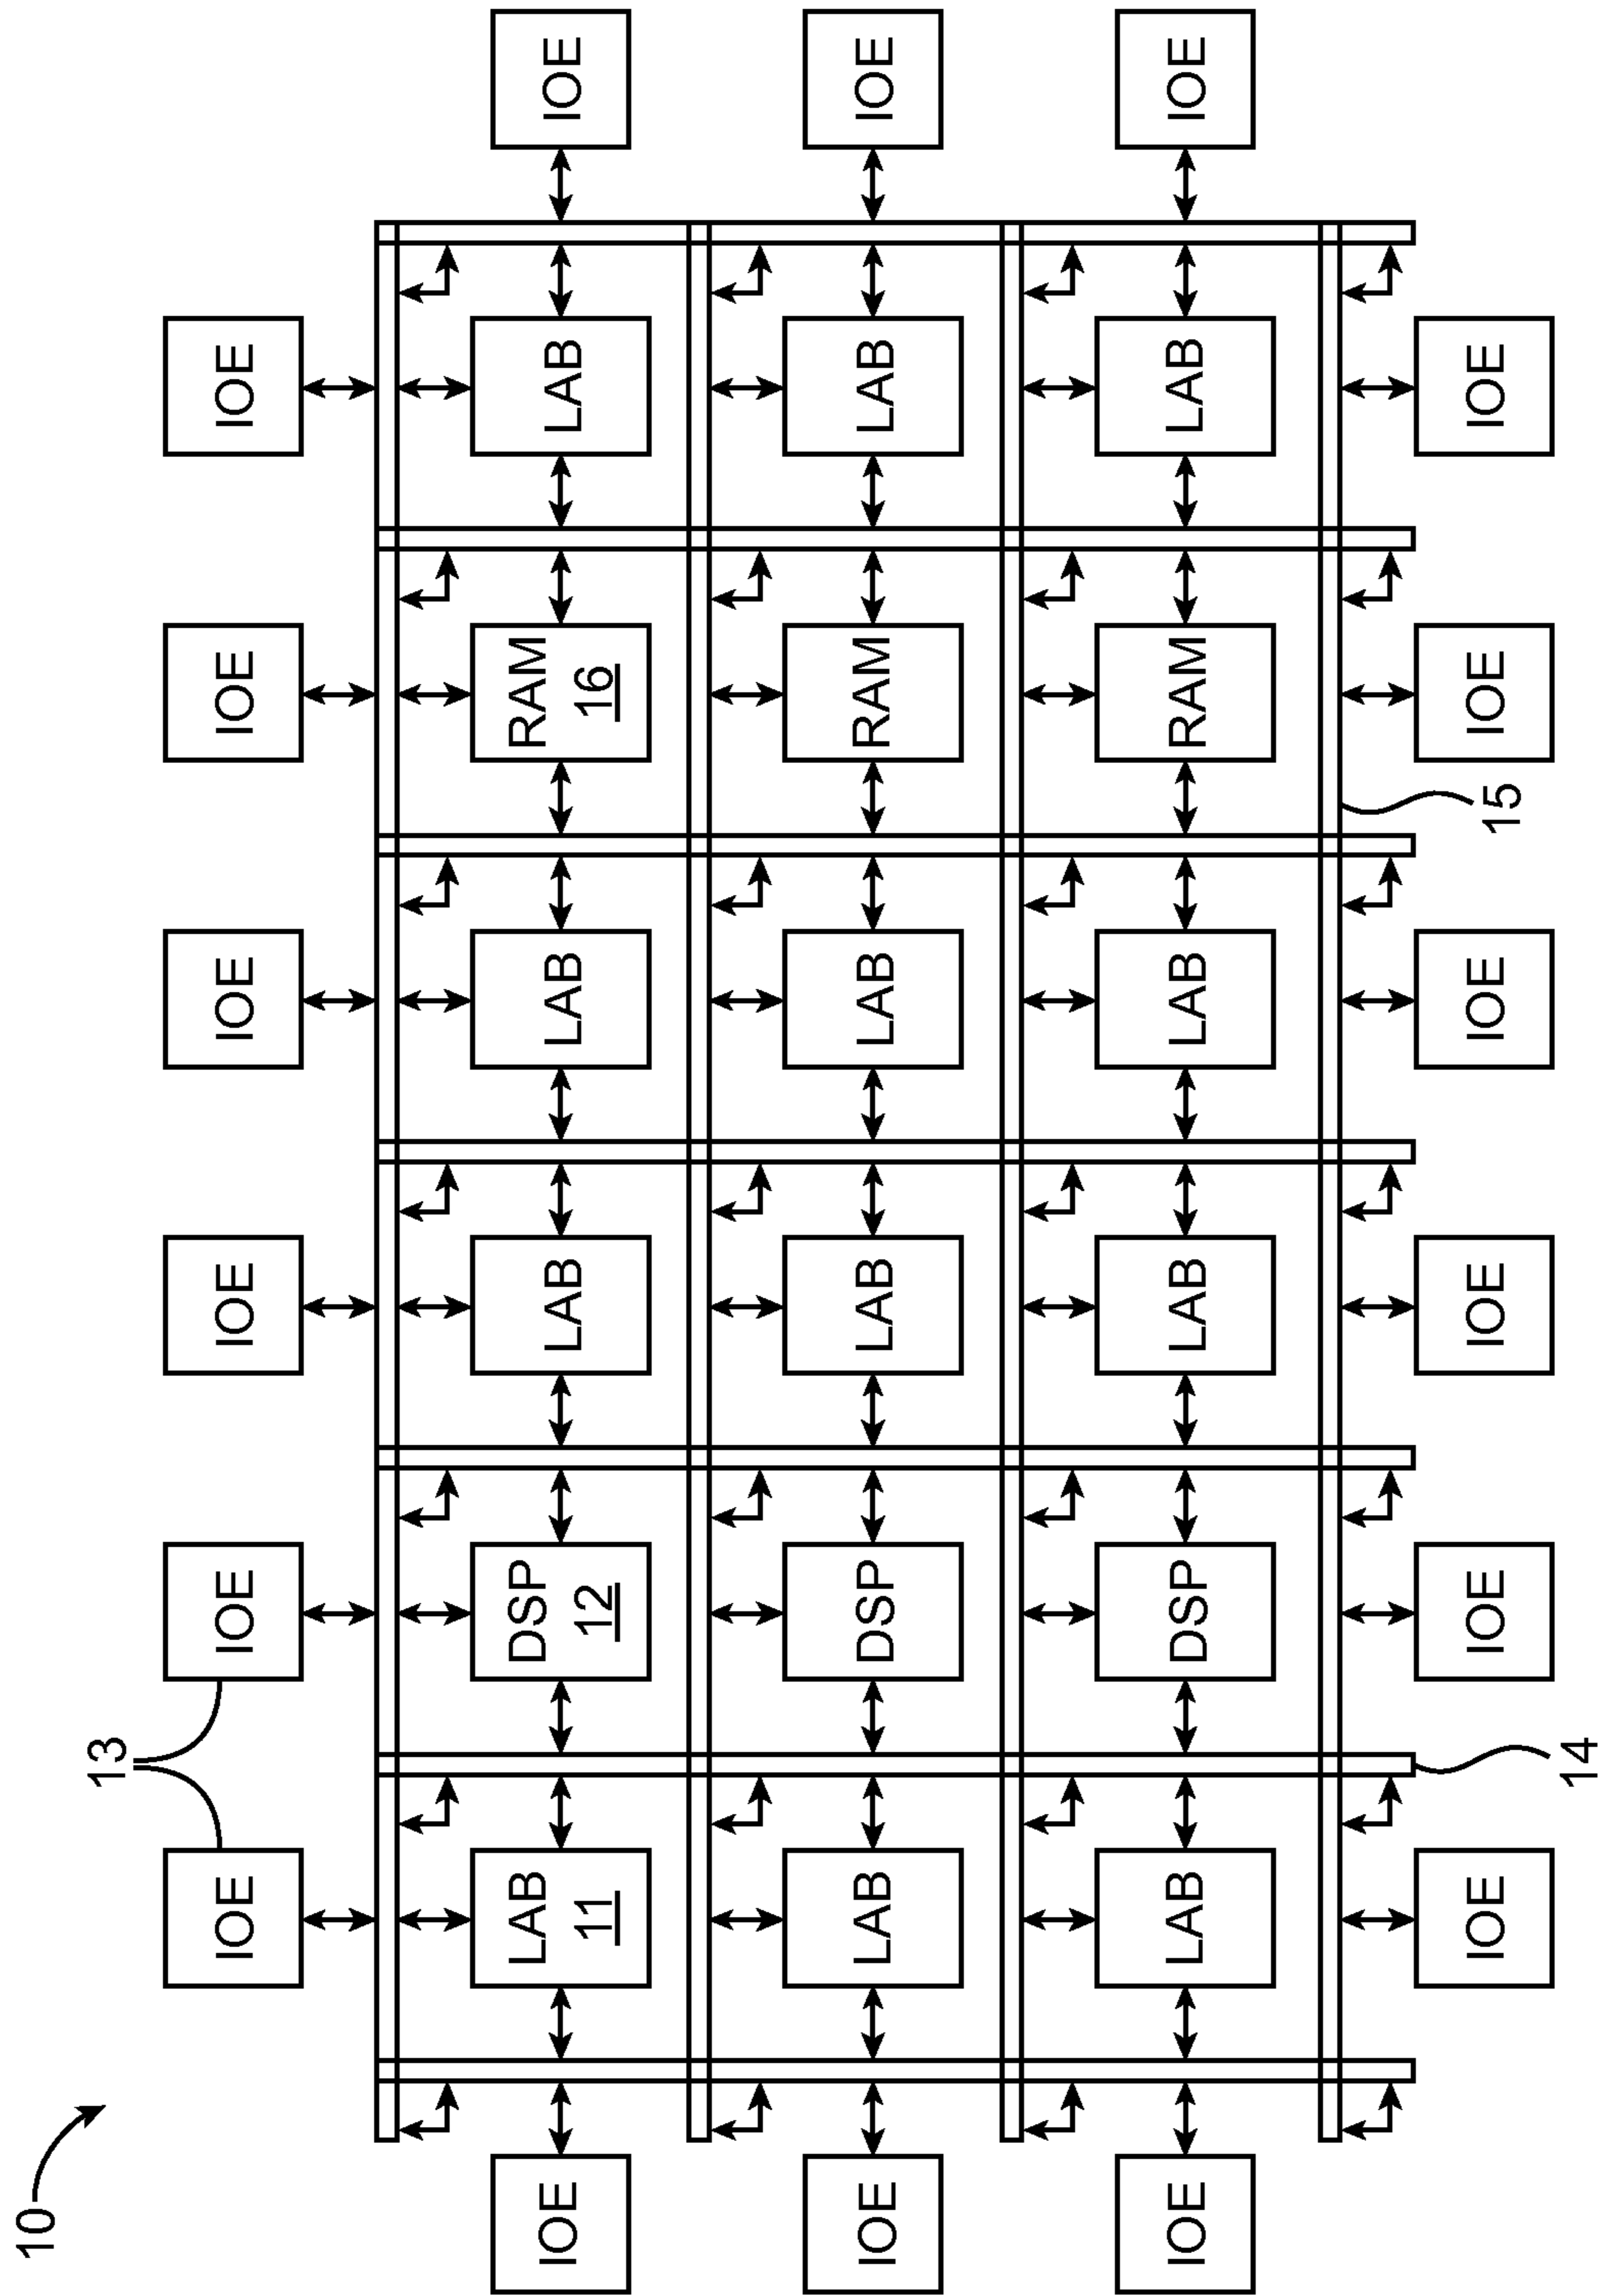 10
13
IOE IOE IOE IOE IOE IOE
IOE LAB DSP LAB LAB RAM LAB IOE
11 12 16
IOE LAB DSP LAB LAB RAM LAB IOE
IOE LAB DSP LAB LAB RAM LAB IOE
IOE IOE IOE IOE 15 IOE IOE
14